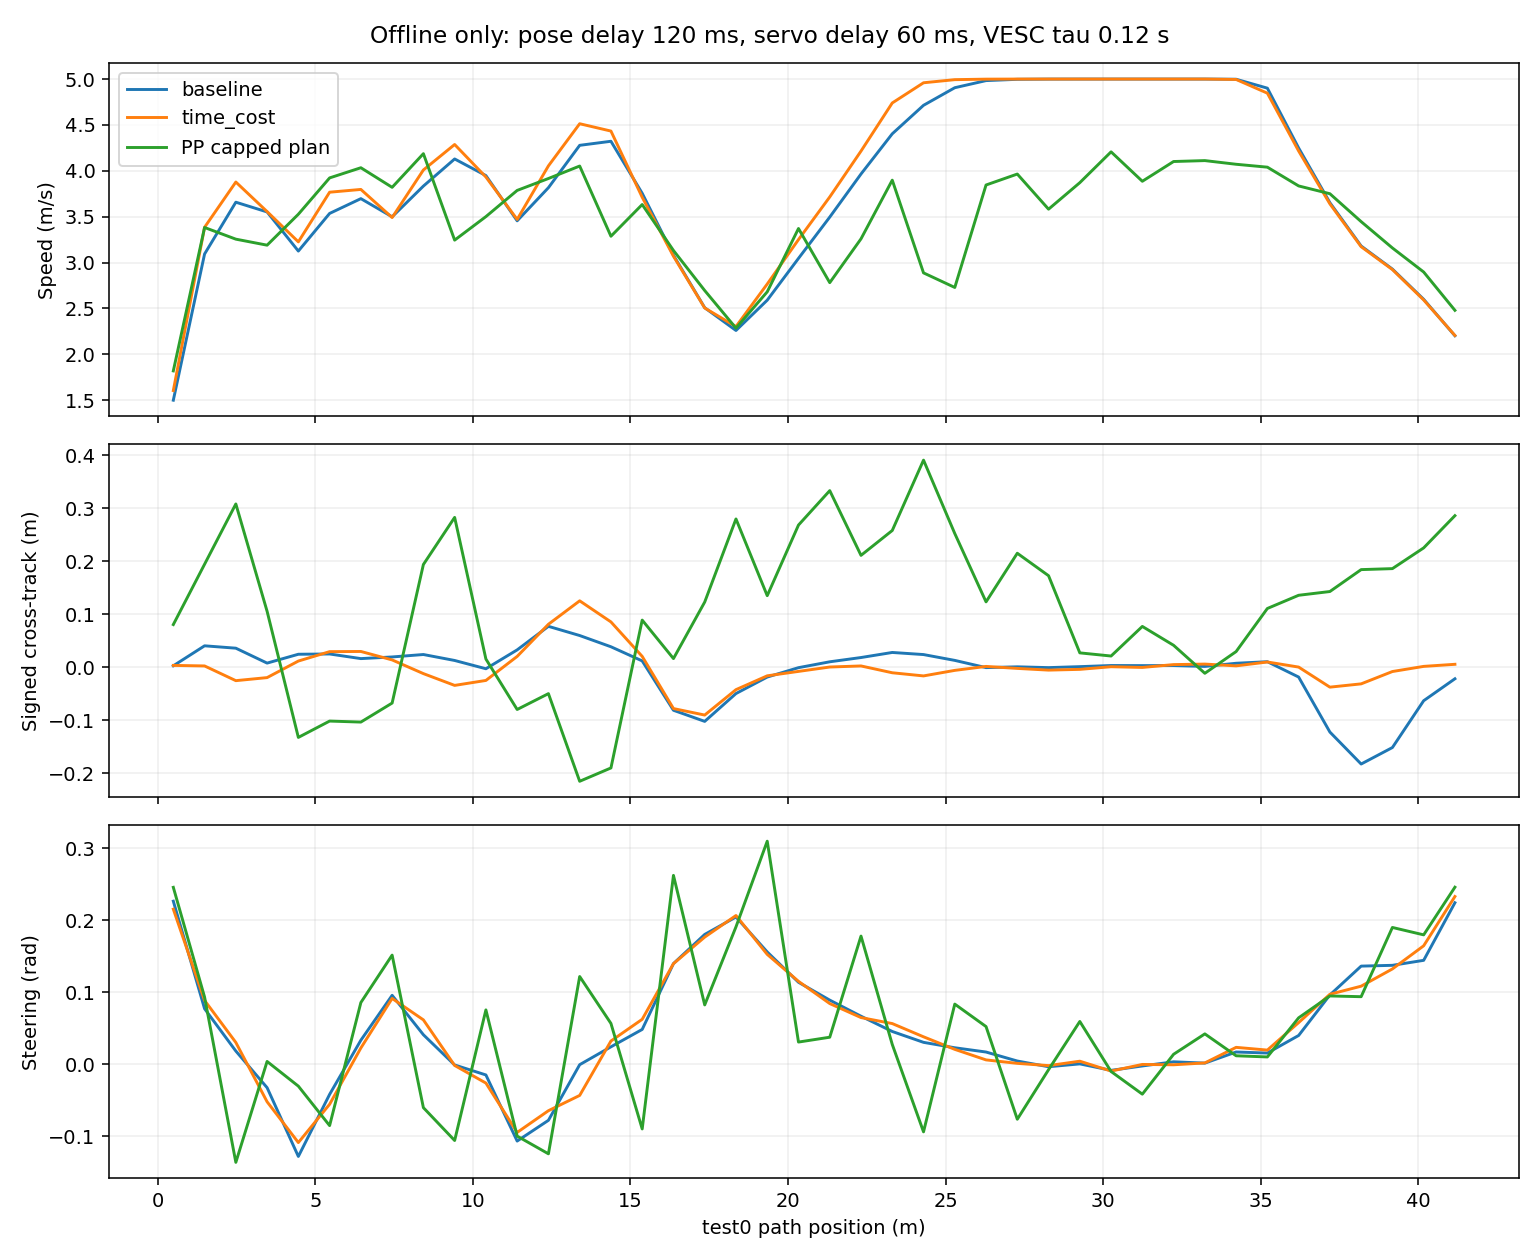 Offline only: pose delay 120 ms, servo delay 60 ms, VESC tau 0.12 s
baseline
time_cost
PP capped plan
Speed (m/s)
5.0
4.5
4.0
3.5
3.0
2.5
2.0
1.5
Signed cross-track (m)
0.4
0.3
0.2
0.1
0.0
−0.1
−0.2
Steering (rad)
0.3
0.2
0.1
0.0
−0.1
0 5 10 15 20 25 30 35 40
test0 path position (m)